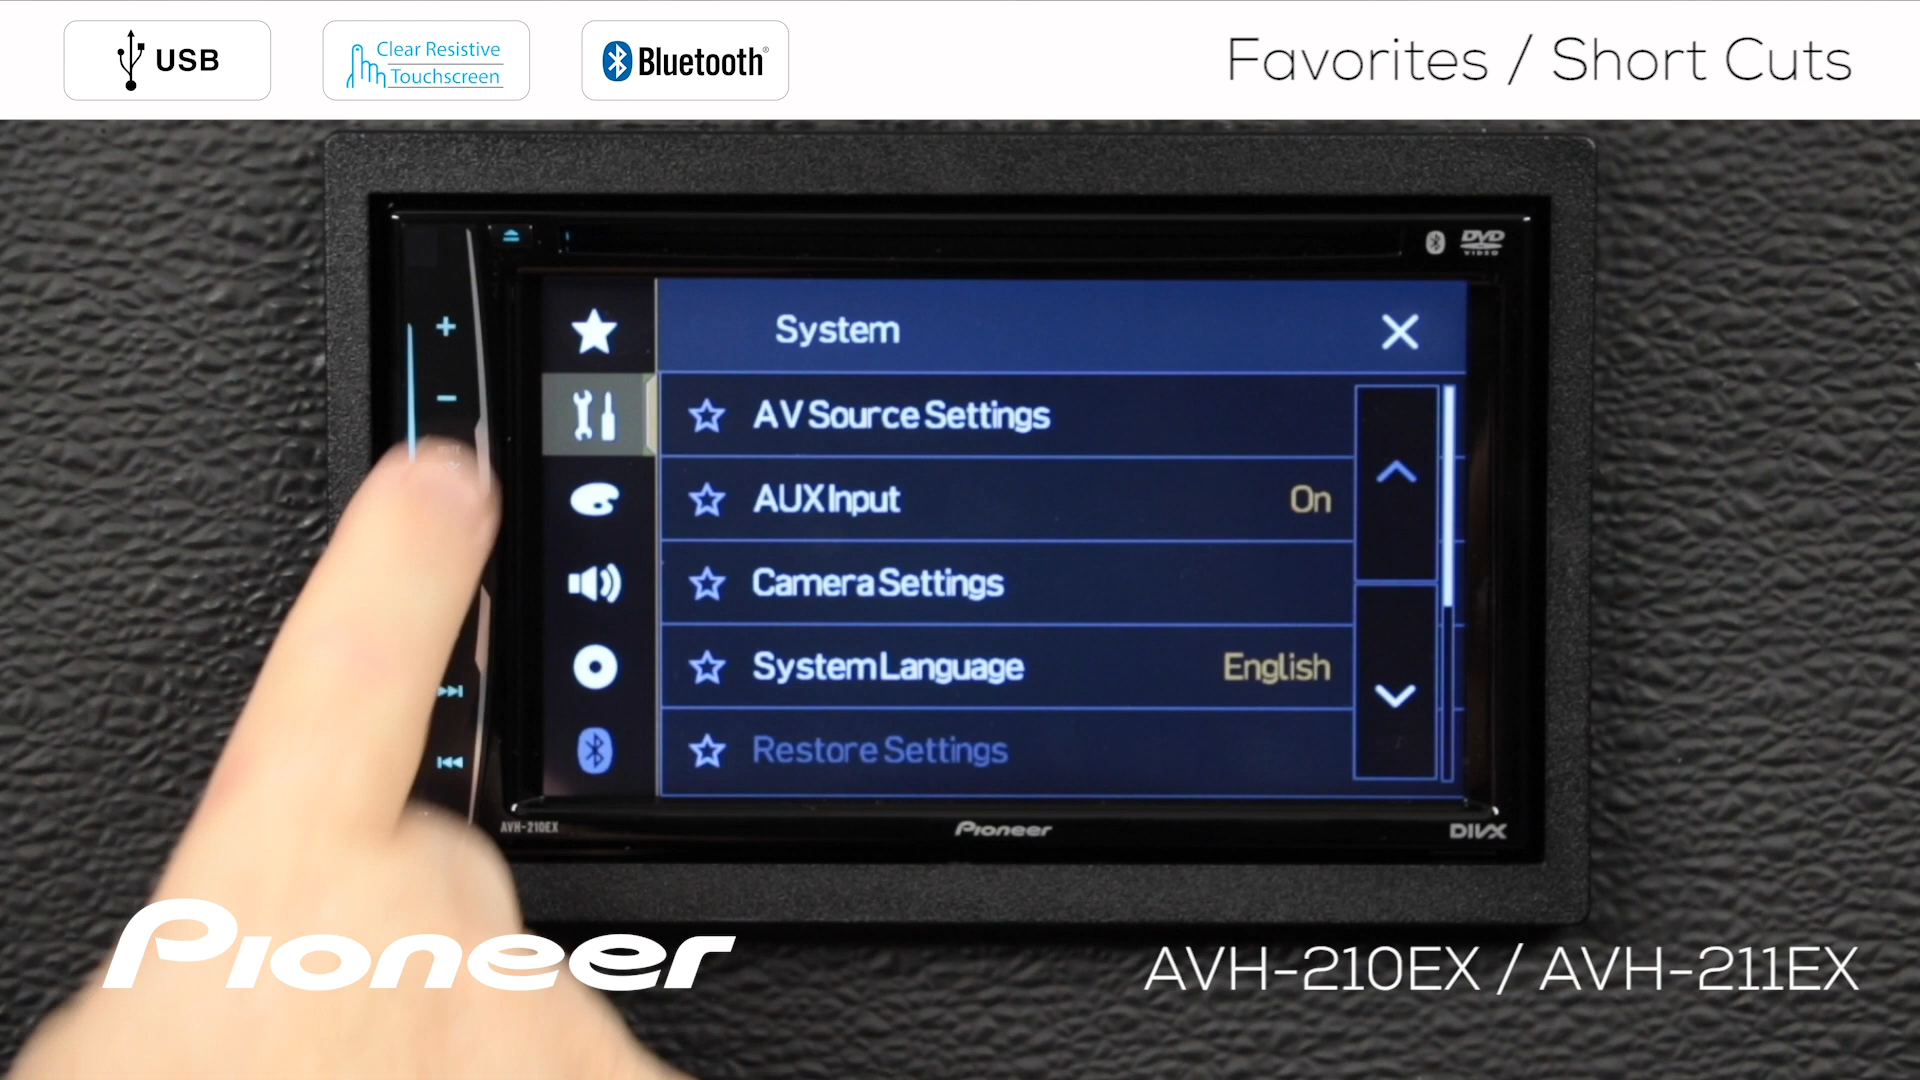 USB
Clear Resistive
Touchscreen
Bluetooth®
Favorites / Short Cuts
DVD
VIDEO
System
AV Source Settings
AUX Input On
Camera Settings
System Language English
Restore Settings
AVH-210EX
Pioneer
DIVX
Pioneer
AVH-210EX / AVH-211EX